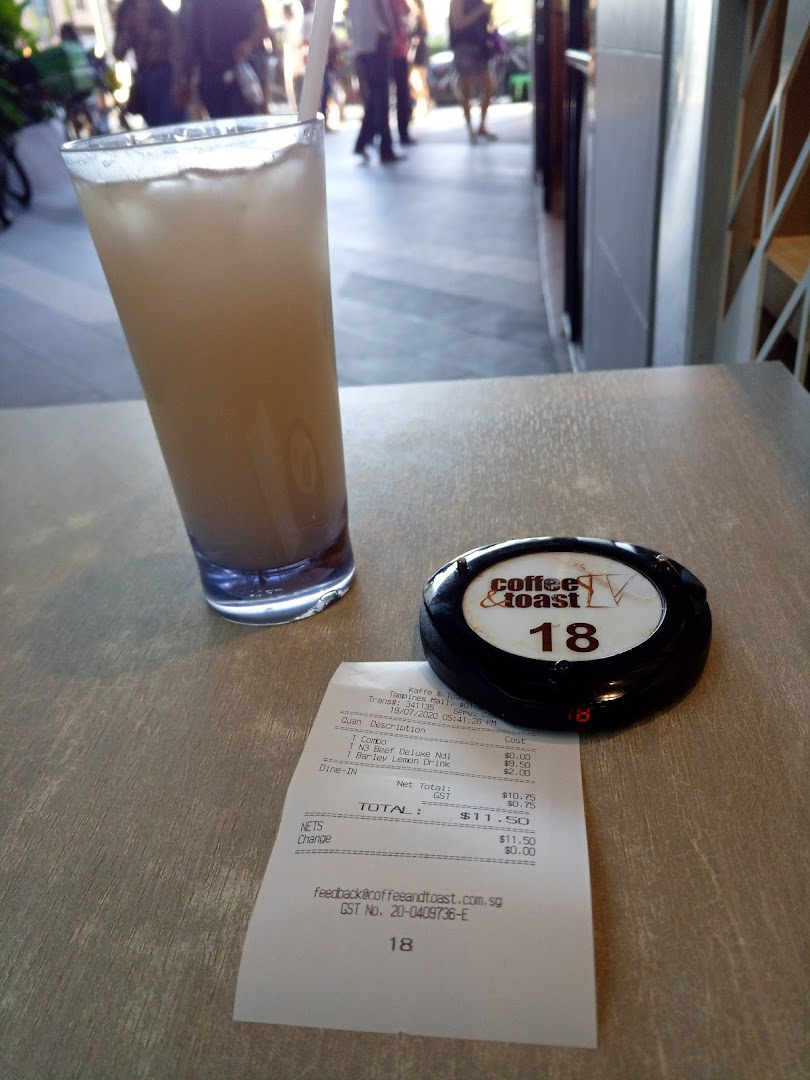 coffee
&toast
18
18
Kaffe & To
Tampines Mall,
Trans#: 341135
19/07/2020 05:41:28 PM
Quan Description Cost
1 Combo $0.00
1 N3 Beef Deluxe Ndl $9.50
1 Barley Lemon Drink $2.00
Dine-IN
Net Total: $10.75
GST $0.75
TOTAL: $11.50
NETS $11.50
Change $0.00
feedback@coffeeandtoast.com.sg
GST No. 20-0409736-E
18